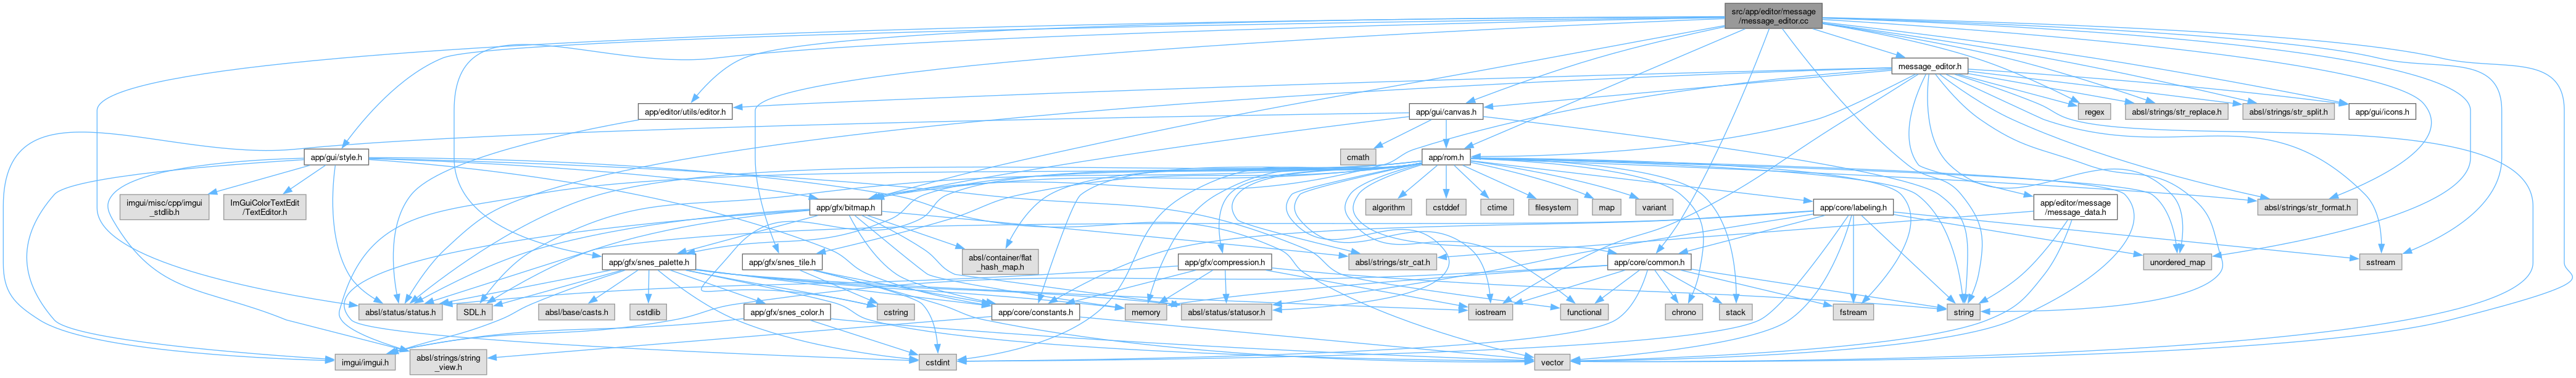 src/app/editor/message
/message_editor.cc
message_editor.h
app/editor/utils/editor.h
app/gui/canvas.h
regex
absl/strings/str_replace.h
absl/strings/str_split.h
app/gui/icons.h
app/gui/style.h
cmath
app/rom.h
imgui/misc/cpp/imgui
_stdlib.h
ImGuiColorTextEdit
/TextEditor.h
app/gfx/bitmap.h
algorithm
cstddef
ctime
filesystem
map
variant
app/core/labeling.h
app/editor/message
/message_data.h
absl/strings/str_format.h
app/gfx/snes_palette.h
app/gfx/snes_tile.h
absl/container/flat
_hash_map.h
app/gfx/compression.h
absl/strings/str_cat.h
app/core/common.h
unordered_map
sstream
absl/status/status.h
SDL.h
absl/base/casts.h
cstdlib
app/gfx/snes_color.h
cstring
app/core/constants.h
memory
absl/status/statusor.h
iostream
functional
chrono
stack
fstream
string
imgui/imgui.h
absl/strings/string
_view.h
cstdint
vector